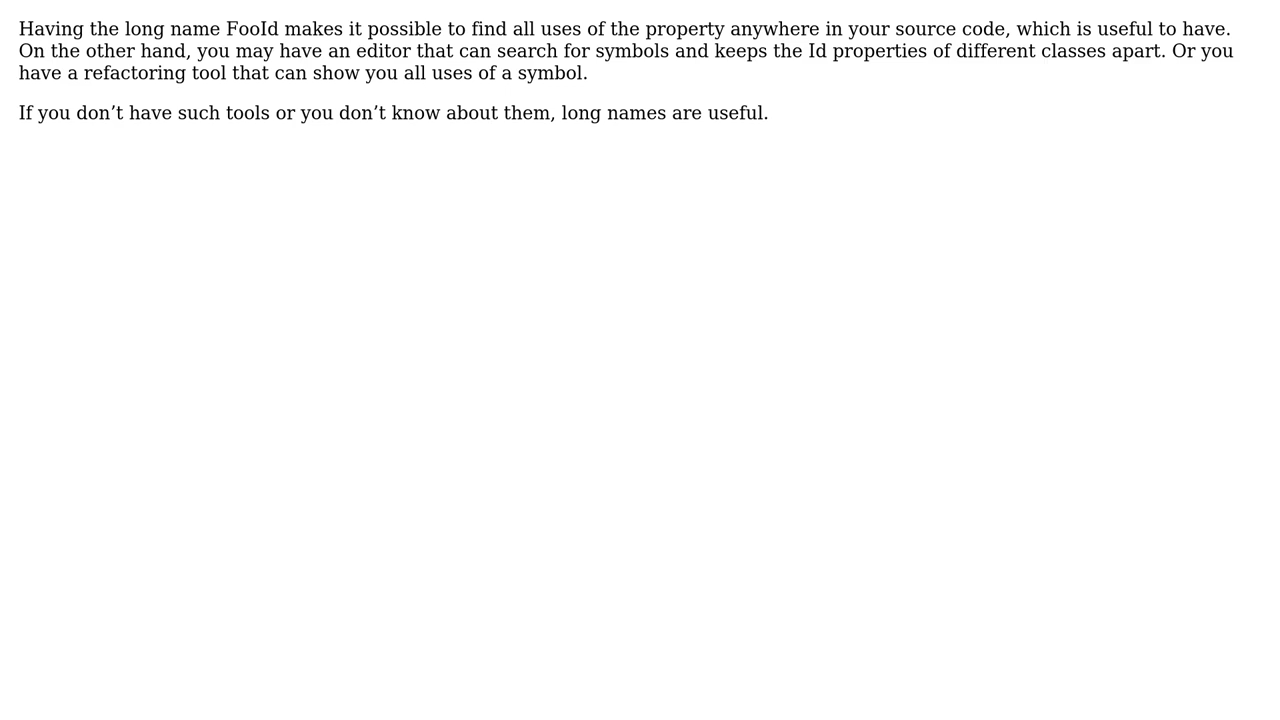 Having the long name FooId makes it possible to find all uses of the property anywhere in your source code, which is useful to have.
On the other hand, you may have an editor that can search for symbols and keeps the Id properties of different classes apart. Or you
have a refactoring tool that can show you all uses of a symbol.
If you don’t have such tools or you don’t know about them, long names are useful.